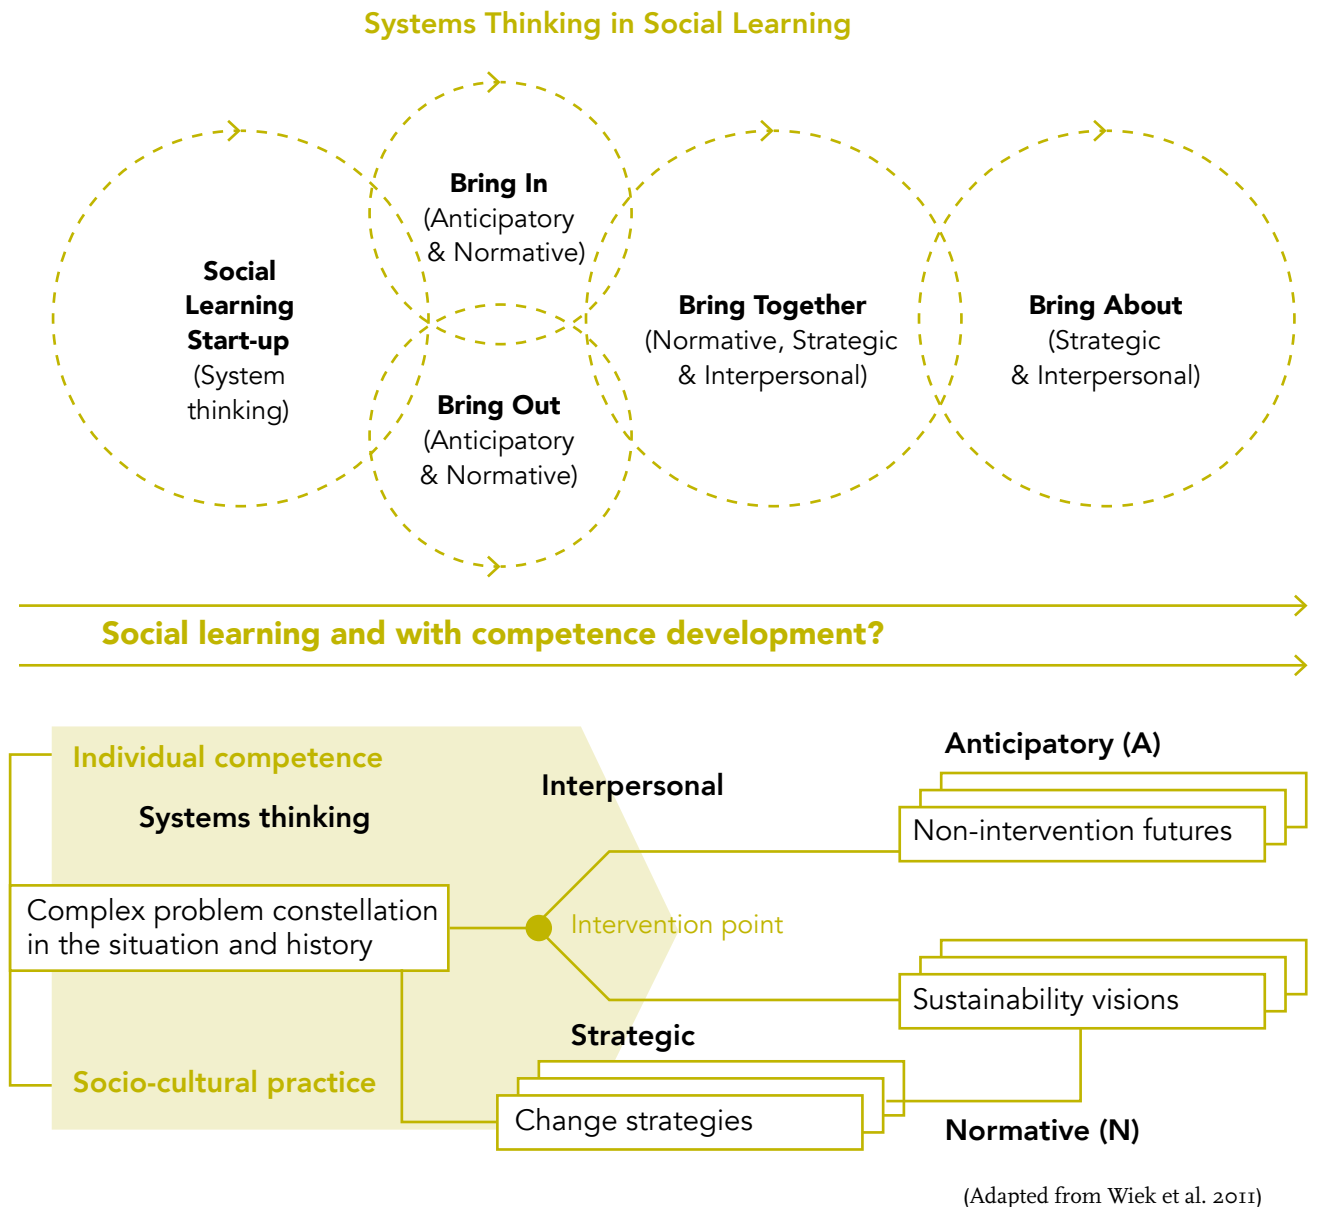 Systems Thinking in Social Learning
Social
Learning
Start-up
(System
thinking)
Bring In
(Anticipatory
& Normative)
Bring Out
(Anticipatory
& Normative)
Bring Together
(Normative, Strategic
& Interpersonal)
Bring About
(Strategic
& Interpersonal)
Social learning and with competence development?
Individual competence
Systems thinking
Complex problem constellation
in the situation and history
Socio-cultural practice
Interpersonal
Intervention point
Strategic
Change strategies
Anticipatory (A)
Non-intervention futures
Sustainability visions
Normative (N)
(Adapted from Wiek et al. 2011)